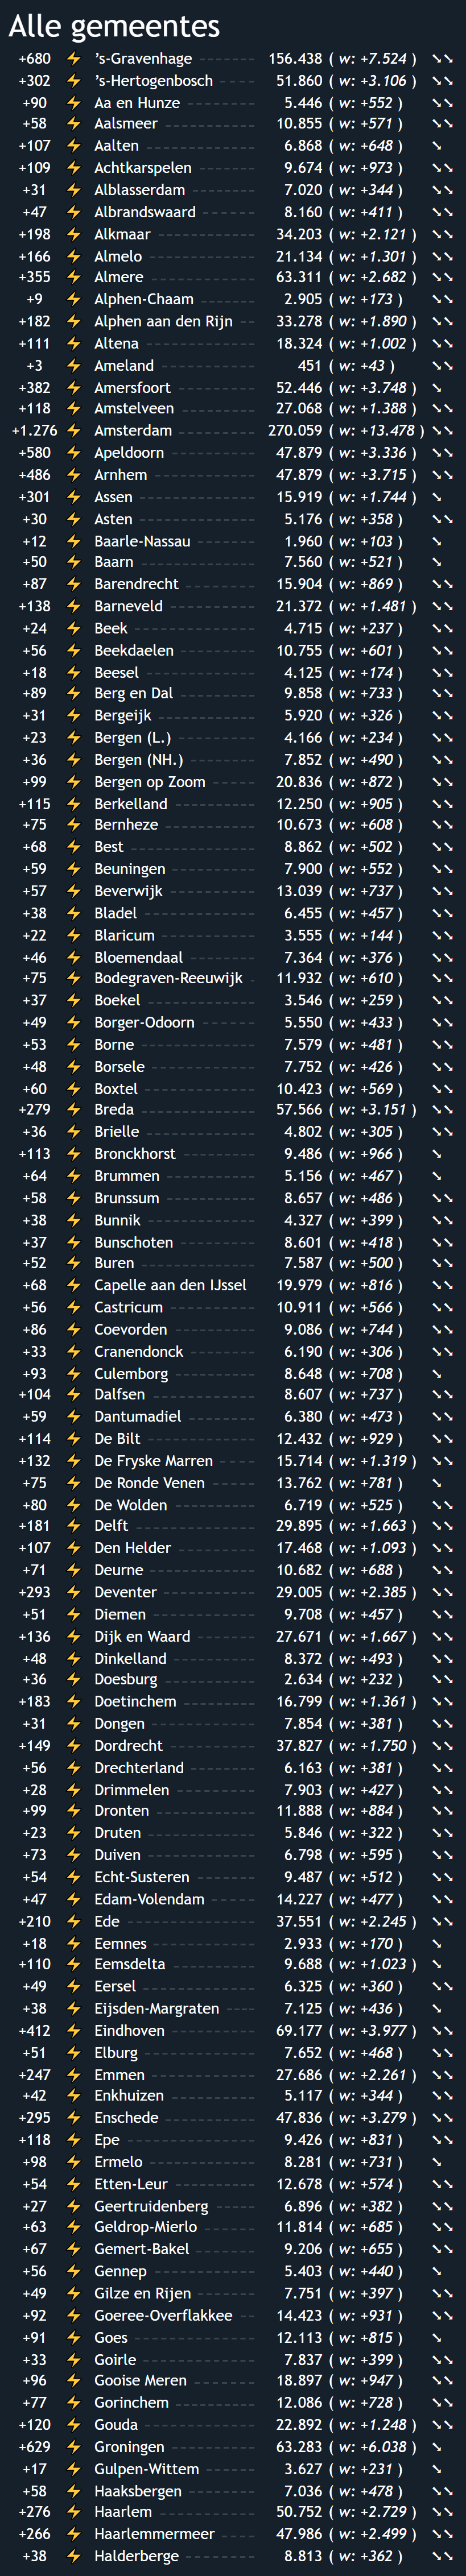 Alle gemeentes
+680 ⚡ ’s-Gravenhage 156.438 ( w: +7.524 ) ➘➘
+302 ⚡ ’s-Hertogenbosch 51.860 ( w: +3.106 ) ➘➘
+90 ⚡ Aa en Hunze 5.446 ( w: +552 ) ➘➘
+58 ⚡ Aalsmeer 10.855 ( w: +571 ) ➘➘
+107 ⚡ Aalten 6.868 ( w: +648 ) ➘
+109 ⚡ Achtkarspelen 9.674 ( w: +973 ) ➘➘
+31 ⚡ Alblasserdam 7.020 ( w: +344 ) ➘➘
+47 ⚡ Albrandswaard 8.160 ( w: +411 ) ➘➘
+198 ⚡ Alkmaar 34.203 ( w: +2.121 ) ➘➘
+166 ⚡ Almelo 21.134 ( w: +1.301 ) ➘➘
+355 ⚡ Almere 63.311 ( w: +2.682 ) ➘➘
+9 ⚡ Alphen-Chaam 2.905 ( w: +173 ) ➘➘
+182 ⚡ Alphen aan den Rijn 33.278 ( w: +1.890 ) ➘➘
+111 ⚡ Altena 18.324 ( w: +1.002 ) ➘➘
+3 ⚡ Ameland 451 ( w: +43 ) ➘➘
+382 ⚡ Amersfoort 52.446 ( w: +3.748 ) ➘
+118 ⚡ Amstelveen 27.068 ( w: +1.388 ) ➘➘
+1.276 ⚡ Amsterdam 270.059 ( w: +13.478 ) ➘➘
+580 ⚡ Apeldoorn 47.879 ( w: +3.336 ) ➘➘
+486 ⚡ Arnhem 47.879 ( w: +3.715 ) ➘➘
+301 ⚡ Assen 15.919 ( w: +1.744 ) ➘
+30 ⚡ Asten 5.176 ( w: +358 ) ➘➘
+12 ⚡ Baarle-Nassau 1.960 ( w: +103 ) ➘
+50 ⚡ Baarn 7.560 ( w: +521 ) ➘
+87 ⚡ Barendrecht 15.904 ( w: +869 ) ➘➘
+138 ⚡ Barneveld 21.372 ( w: +1.481 ) ➘➘
+24 ⚡ Beek 4.715 ( w: +237 ) ➘➘
+56 ⚡ Beekdaelen 10.755 ( w: +601 ) ➘➘
+18 ⚡ Beesel 4.125 ( w: +174 ) ➘➘
+89 ⚡ Berg en Dal 9.858 ( w: +733 ) ➘➘
+31 ⚡ Bergeijk 5.920 ( w: +326 ) ➘➘
+23 ⚡ Bergen (L.) 4.166 ( w: +234 ) ➘➘
+36 ⚡ Bergen (NH.) 7.852 ( w: +490 ) ➘➘
+99 ⚡ Bergen op Zoom 20.836 ( w: +872 ) ➘➘
+115 ⚡ Berkelland 12.250 ( w: +905 ) ➘➘
+75 ⚡ Bernheze 10.673 ( w: +608 ) ➘➘
+68 ⚡ Best 8.862 ( w: +502 ) ➘➘
+59 ⚡ Beuningen 7.900 ( w: +552 ) ➘➘
+57 ⚡ Beverwijk 13.039 ( w: +737 ) ➘➘
+38 ⚡ Bladel 6.455 ( w: +457 ) ➘➘
+22 ⚡ Blaricum 3.555 ( w: +144 ) ➘➘
+46 ⚡ Bloemendaal 7.364 ( w: +376 ) ➘➘
+75 ⚡ Bodegraven-Reeuwijk 11.932 ( w: +610 ) ➘➘
+37 ⚡ Boekel 3.546 ( w: +259 ) ➘➘
+49 ⚡ Borger-Odoorn 5.550 ( w: +433 ) ➘➘
+53 ⚡ Borne 7.579 ( w: +481 ) ➘➘
+48 ⚡ Borsele 7.752 ( w: +426 ) ➘➘
+60 ⚡ Boxtel 10.423 ( w: +569 ) ➘➘
+279 ⚡ Breda 57.566 ( w: +3.151 ) ➘➘
+36 ⚡ Brielle 4.802 ( w: +305 ) ➘➘
+113 ⚡ Bronckhorst 9.486 ( w: +966 ) ➘
+64 ⚡ Brummen 5.156 ( w: +467 ) ➘
+58 ⚡ Brunssum 8.657 ( w: +486 ) ➘➘
+38 ⚡ Bunnik 4.327 ( w: +399 ) ➘➘
+37 ⚡ Bunschoten 8.601 ( w: +418 ) ➘➘
+52 ⚡ Buren 7.587 ( w: +500 ) ➘➘
+68 ⚡ Capelle aan den IJssel 19.979 ( w: +816 ) ➘➘
+56 ⚡ Castricum 10.911 ( w: +566 ) ➘➘
+86 ⚡ Coevorden 9.086 ( w: +744 ) ➘➘
+33 ⚡ Cranendonck 6.190 ( w: +306 ) ➘➘
+93 ⚡ Culemborg 8.648 ( w: +708 ) ➘
+104 ⚡ Dalfsen 8.607 ( w: +737 ) ➘➘
+59 ⚡ Dantumadiel 6.380 ( w: +473 ) ➘➘
+114 ⚡ De Bilt 12.432 ( w: +929 ) ➘➘
+132 ⚡ De Fryske Marren 15.714 ( w: +1.319 ) ➘➘
+75 ⚡ De Ronde Venen 13.762 ( w: +781 ) ➘
+80 ⚡ De Wolden 6.719 ( w: +525 ) ➘➘
+181 ⚡ Delft 29.895 ( w: +1.663 ) ➘➘
+107 ⚡ Den Helder 17.468 ( w: +1.093 ) ➘➘
+71 ⚡ Deurne 10.682 ( w: +688 ) ➘➘
+293 ⚡ Deventer 29.005 ( w: +2.385 ) ➘➘
+51 ⚡ Diemen 9.708 ( w: +457 ) ➘➘
+136 ⚡ Dijk en Waard 27.671 ( w: +1.667 ) ➘➘
+48 ⚡ Dinkelland 8.372 ( w: +493 ) ➘➘
+36 ⚡ Doesburg 2.634 ( w: +232 ) ➘➘
+183 ⚡ Doetinchem 16.799 ( w: +1.361 ) ➘➘
+31 ⚡ Dongen 7.854 ( w: +381 ) ➘➘
+149 ⚡ Dordrecht 37.827 ( w: +1.750 ) ➘➘
+56 ⚡ Drechterland 6.163 ( w: +381 ) ➘➘
+28 ⚡ Drimmelen 7.903 ( w: +427 ) ➘➘
+99 ⚡ Dronten 11.888 ( w: +884 ) ➘➘
+23 ⚡ Druten 5.846 ( w: +322 ) ➘➘
+73 ⚡ Duiven 6.798 ( w: +595 ) ➘➘
+54 ⚡ Echt-Susteren 9.487 ( w: +512 ) ➘➘
+47 ⚡ Edam-Volendam 14.227 ( w: +477 ) ➘➘
+210 ⚡ Ede 37.551 ( w: +2.245 ) ➘➘
+18 ⚡ Eemnes 2.933 ( w: +170 ) ➘
+110 ⚡ Eemsdelta 9.688 ( w: +1.023 ) ➘
+49 ⚡ Eersel 6.325 ( w: +360 ) ➘➘
+38 ⚡ Eijsden-Margraten 7.125 ( w: +436 ) ➘
+412 ⚡ Eindhoven 69.177 ( w: +3.977 ) ➘➘
+51 ⚡ Elburg 7.652 ( w: +468 ) ➘➘
+247 ⚡ Emmen 27.686 ( w: +2.261 ) ➘➘
+42 ⚡ Enkhuizen 5.117 ( w: +344 ) ➘➘
+295 ⚡ Enschede 47.836 ( w: +3.279 ) ➘➘
+118 ⚡ Epe 9.426 ( w: +831 ) ➘➘
+98 ⚡ Ermelo 8.281 ( w: +731 ) ➘
+54 ⚡ Etten-Leur 12.678 ( w: +574 ) ➘➘
+27 ⚡ Geertruidenberg 6.896 ( w: +382 ) ➘➘
+63 ⚡ Geldrop-Mierlo 11.814 ( w: +685 ) ➘➘
+67 ⚡ Gemert-Bakel 9.206 ( w: +655 ) ➘➘
+56 ⚡ Gennep 5.403 ( w: +440 ) ➘
+49 ⚡ Gilze en Rijen 7.751 ( w: +397 ) ➘➘
+92 ⚡ Goeree-Overflakkee 14.423 ( w: +931 ) ➘➘
+91 ⚡ Goes 12.113 ( w: +815 ) ➘
+33 ⚡ Goirle 7.837 ( w: +399 ) ➘➘
+96 ⚡ Gooise Meren 18.897 ( w: +947 ) ➘➘
+77 ⚡ Gorinchem 12.086 ( w: +728 ) ➘➘
+120 ⚡ Gouda 22.892 ( w: +1.248 ) ➘➘
+629 ⚡ Groningen 63.283 ( w: +6.038 ) ➘
+17 ⚡ Gulpen-Wittem 3.627 ( w: +231 ) ➘
+58 ⚡ Haaksbergen 7.036 ( w: +478 ) ➘➘
+276 ⚡ Haarlem 50.752 ( w: +2.729 ) ➘➘
+266 ⚡ Haarlemmermeer 47.986 ( w: +2.499 ) ➘➘
+38 ⚡ Halderberge 8.813 ( w: +362 ) ➘➘